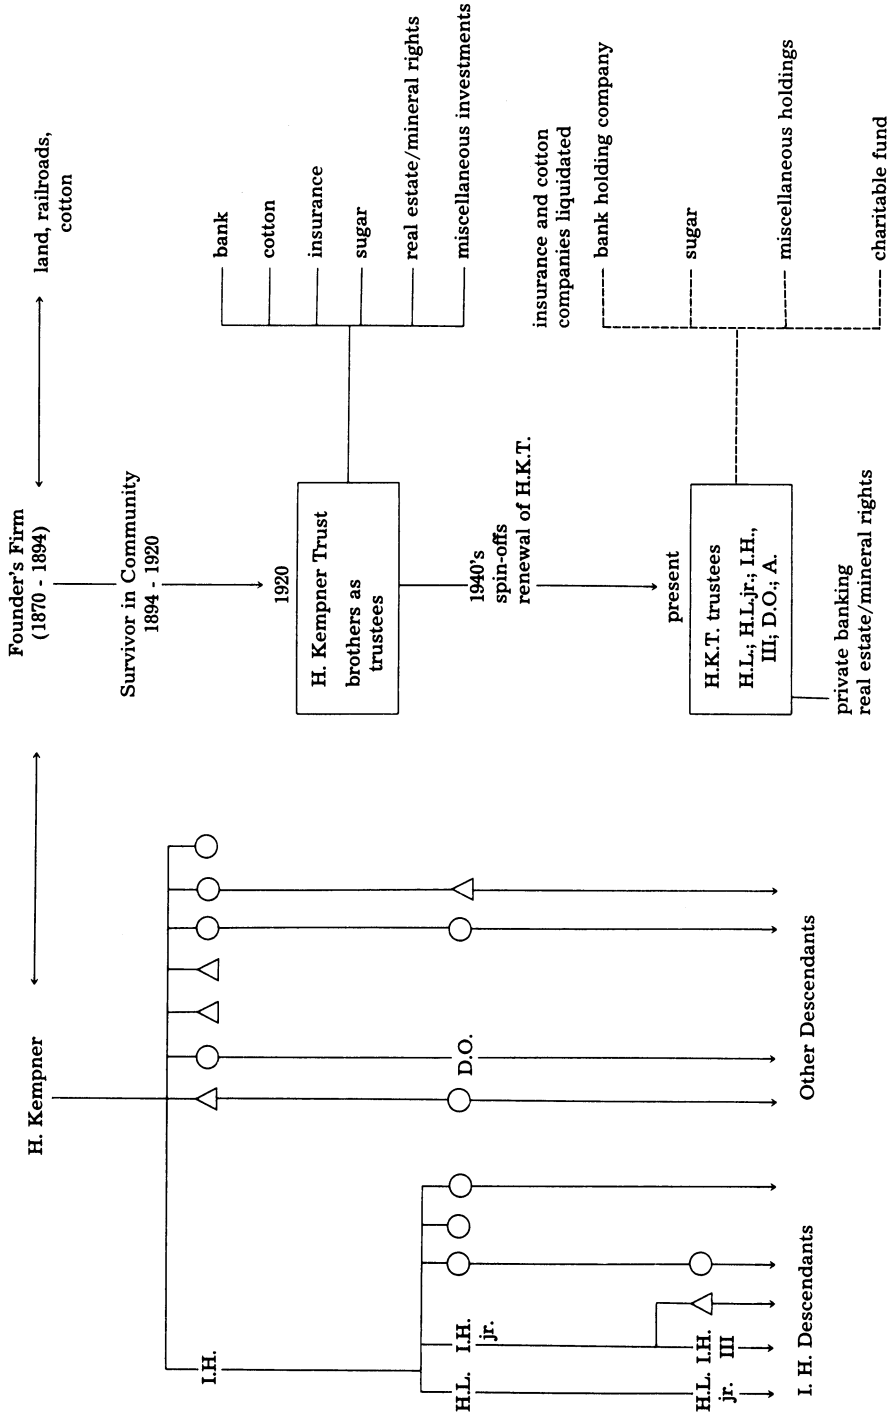 H. Kempner
Founder's Firm
(1870 - 1894)
land, railroads,
cotton
Survivor in Community
1894 - 1920
I.H.
1920
H. Kempner Trust
brothers as
trustees
bank
cotton
insurance
sugar
real estate/mineral rights
miscellaneous investments
H.L.
I.H.
jr.
D.O.
1940's
spin-offs
renewal of H.K.T.
insurance and cotton
companies liquidated
H.L.
jr.
I.H.
III
present
H.K.T. trustees
H.L.; H.L.jr.; I.H.,
III; D.O.; A.
bank holding company
sugar
miscellaneous holdings
charitable fund
I. H. Descendants
Other Descendants
private banking
real estate/mineral rights